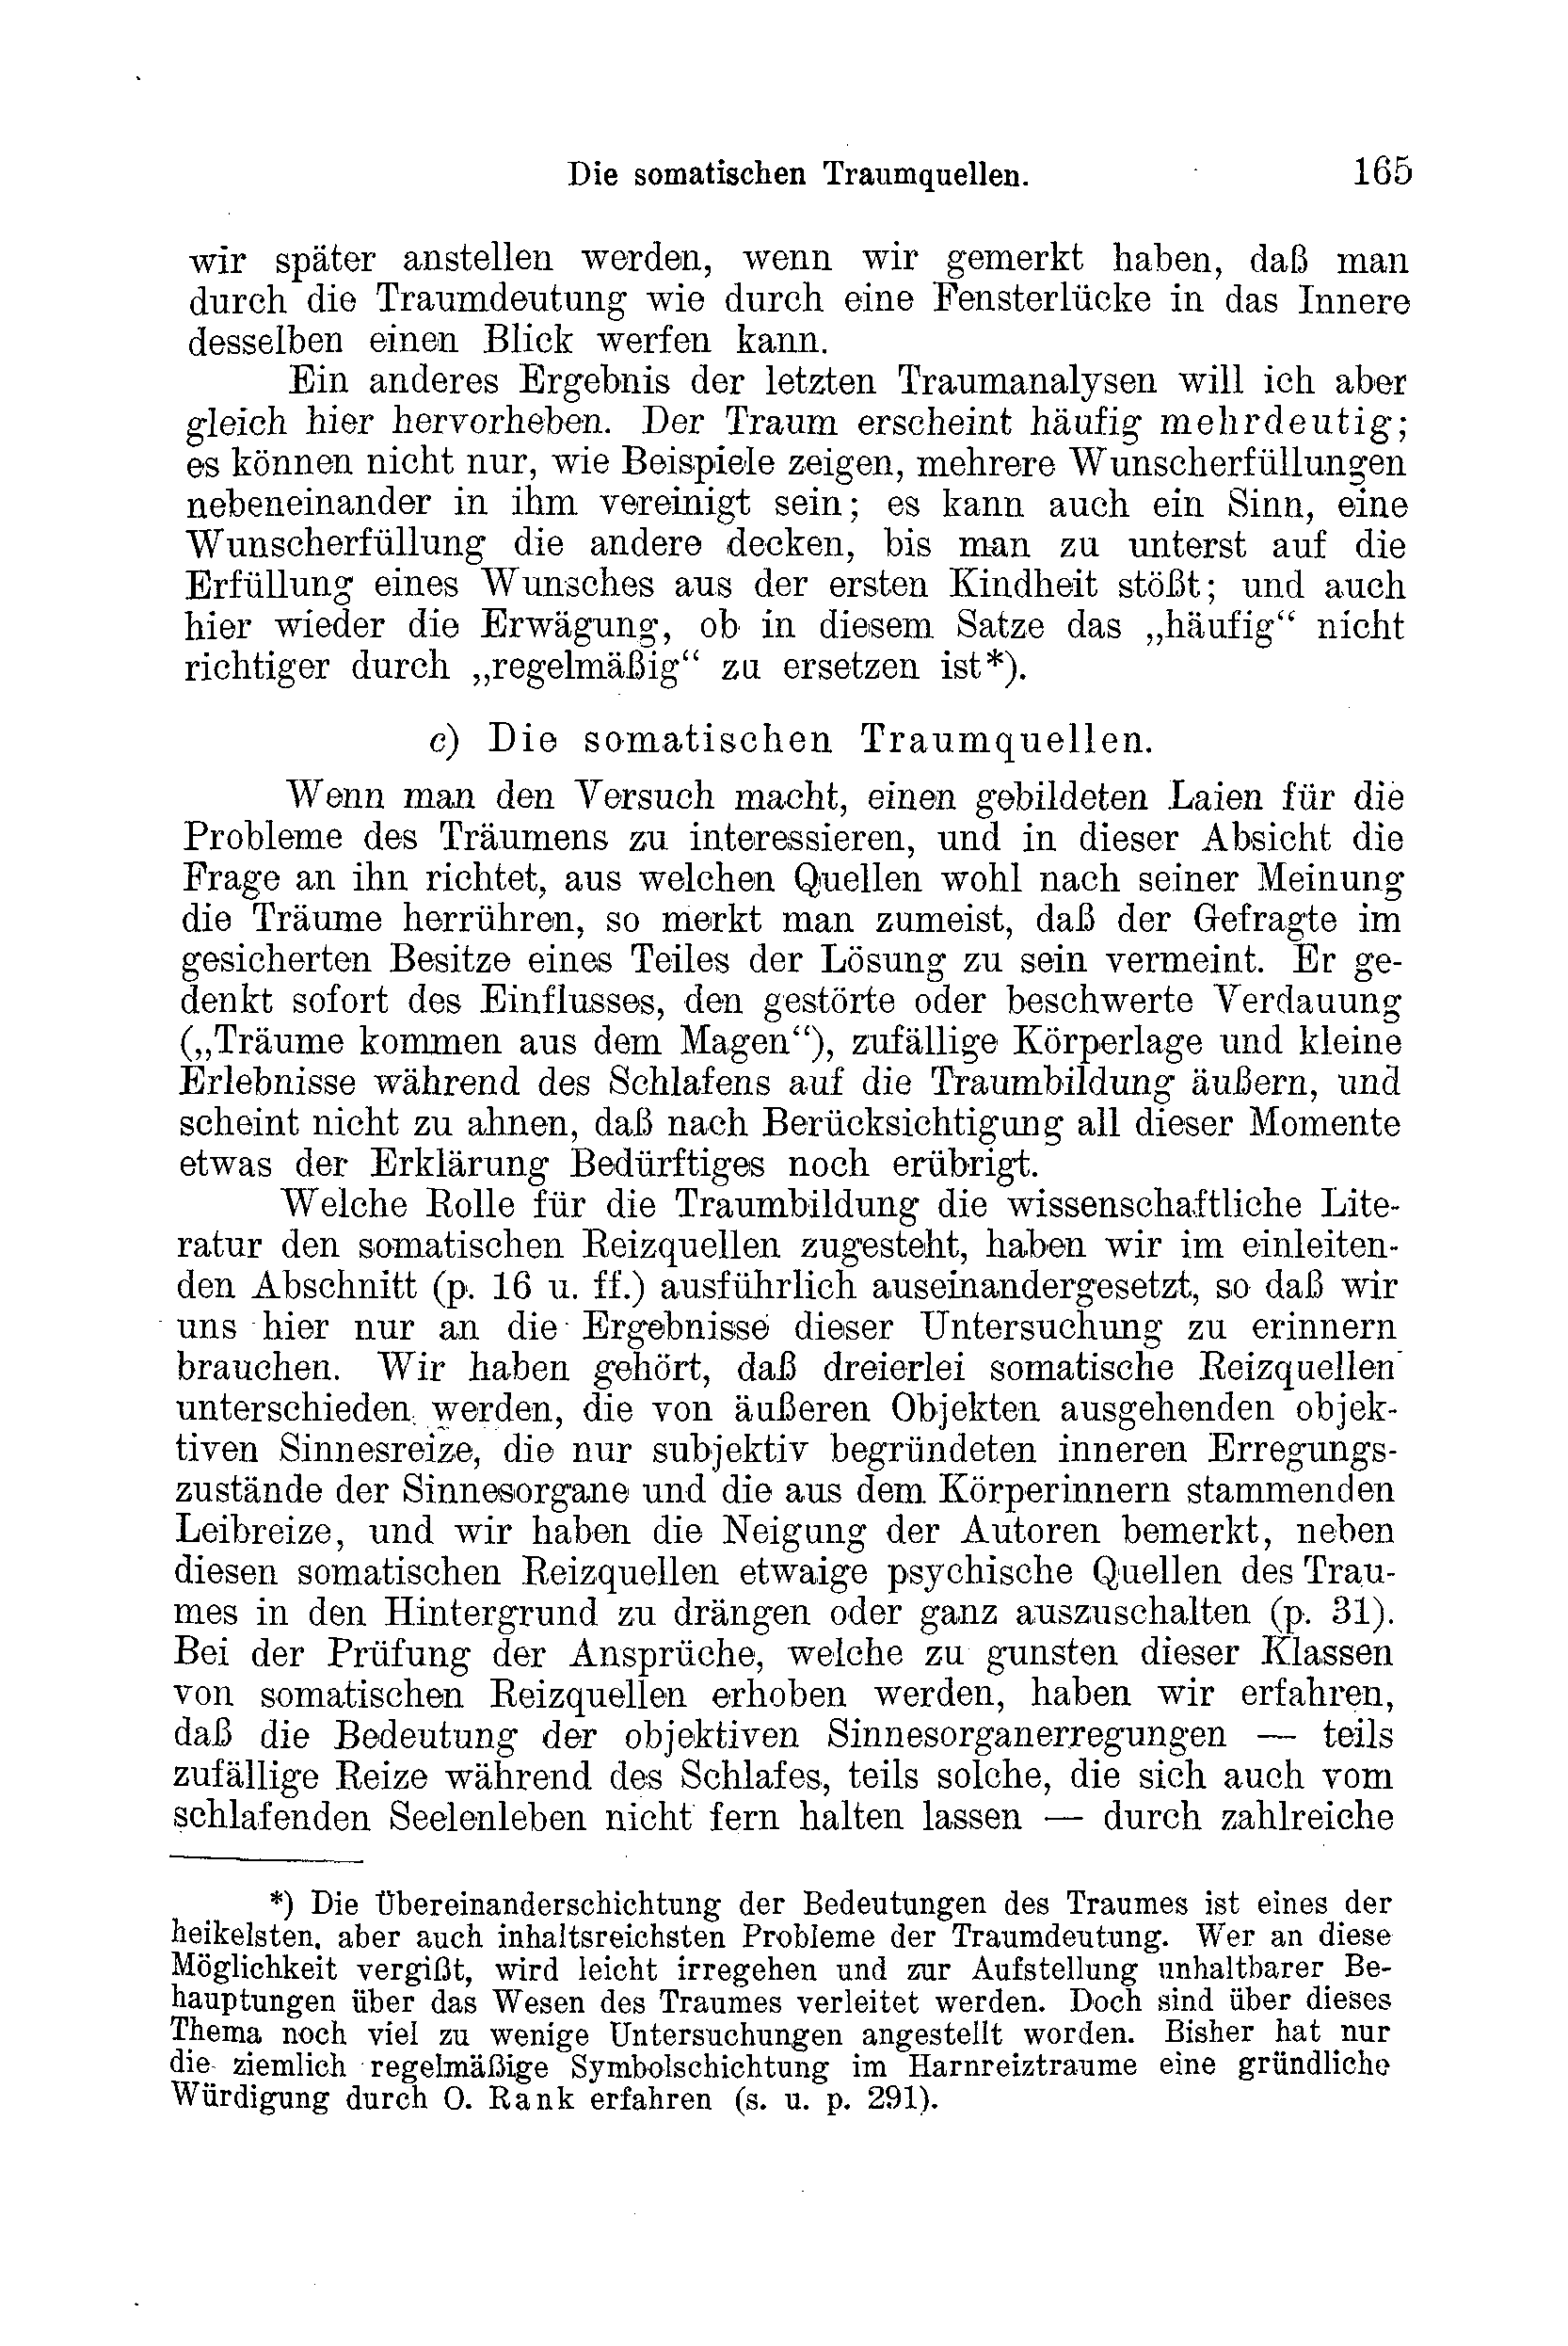 Die somatischen Traumquellen. 165
wir später anstellen werden, wenn wir gemerkt haben, daß man
durch die Traumdeutung wie durch eine Fensterlücke in das Innere
desselben einen Blick werfen kann.
Ein anderes Ergebnis der letzten Traumanalysen will ich aber
gleich hier hervorheben. Der Traum erscheint häufig mehrdeutig;
es können nicht nur, wie Beispiele zeigen, mehrere Wunscherfüllungen
nebeneinander in ihm vereinigt sein; es kann auch ein Sinn, eine
Wunscherfüllung die andere decken, bis man zu unterst auf die
Erfüllung eines Wunsches aus der ersten Kindheit stößt; und auch
hier wieder die Erwägung, ob in diesem Satze das „häufig“ nicht
richtiger durch „regelmäßig“ zu ersetzen ist*).
c) Die somatischen Traumquellen.
Wenn man den Versuch macht, einen gebildeten Laien für die
Probleme des Träumens zu interessieren, und in dieser Absicht die
Frage an ihn richtet, aus welchen Quellen wohl nach seiner Meinung
die Träume herrühren, so merkt man zumeist, daß der Gefragte im
gesicherten Besitze eines Teiles der Lösung zu sein vermeint. Er ge-
denkt sofort des Einflusses, den gestörte oder beschwerte Verdauung
(„Träume kommen aus dem Magen“), zufällige Körperlage und kleine
Erlebnisse während des Schlafens auf die Traumbildung äußern, und
scheint nicht zu ahnen, daß nach Berücksichtigung all dieser Momente
etwas der Erklärung Bedürftiges noch erübrigt.
Welche Rolle für die Traumbildung die wissenschaftliche Lite-
ratur den somatischen Reizquellen zugesteht, haben wir im einleiten-
den Abschnitt (p. 16 u. ff.) ausführlich auseinandergesetzt, so daß wir
uns hier nur an die Ergebnisse dieser Untersuchung zu erinnern
brauchen. Wir haben gehört, daß dreierlei somatische Reizquellen
unterschieden werden, die von äußeren Objekten ausgehenden objek-
tiven Sinnesreize, die nur subjektiv begründeten inneren Erregungs-
zustände der Sinnesorgane und die aus dem Körperinnern stammenden
Leibreize, und wir haben die Neigung der Autoren bemerkt, neben
diesen somatischen Reizquellen etwaige psychische Quellen des Trau-
mes in den Hintergrund zu drängen oder ganz auszuschalten (p. 31).
Bei der Prüfung der Ansprüche, welche zu gunsten dieser Klassen
von somatischen Reizquellen erhoben werden, haben wir erfahren,
daß die Bedeutung der objektiven Sinnesorganerregungen — teils
zufällige Reize während des Schlafes, teils solche, die sich auch vom
schlafenden Seelenleben nicht fern halten lassen — durch zahlreiche
*) Die Übereinanderschichtung der Bedeutungen des Traumes ist eines der
heikelsten, aber auch inhaltsreichsten Probleme der Traumdeutung. Wer an diese
Möglichkeit vergißt, wird leicht irregehen und zur Aufstellung unhaltbarer Be-
hauptungen über das Wesen des Traumes verleitet werden. Doch sind über dieses
Thema noch viel zu wenige Untersuchungen angestellt worden. Bisher hat nur
die ziemlich regelmäßige Symbolschichtung im Harnreiztraume eine gründliche
Würdigung durch O. Rank erfahren (s. u. p. 291).